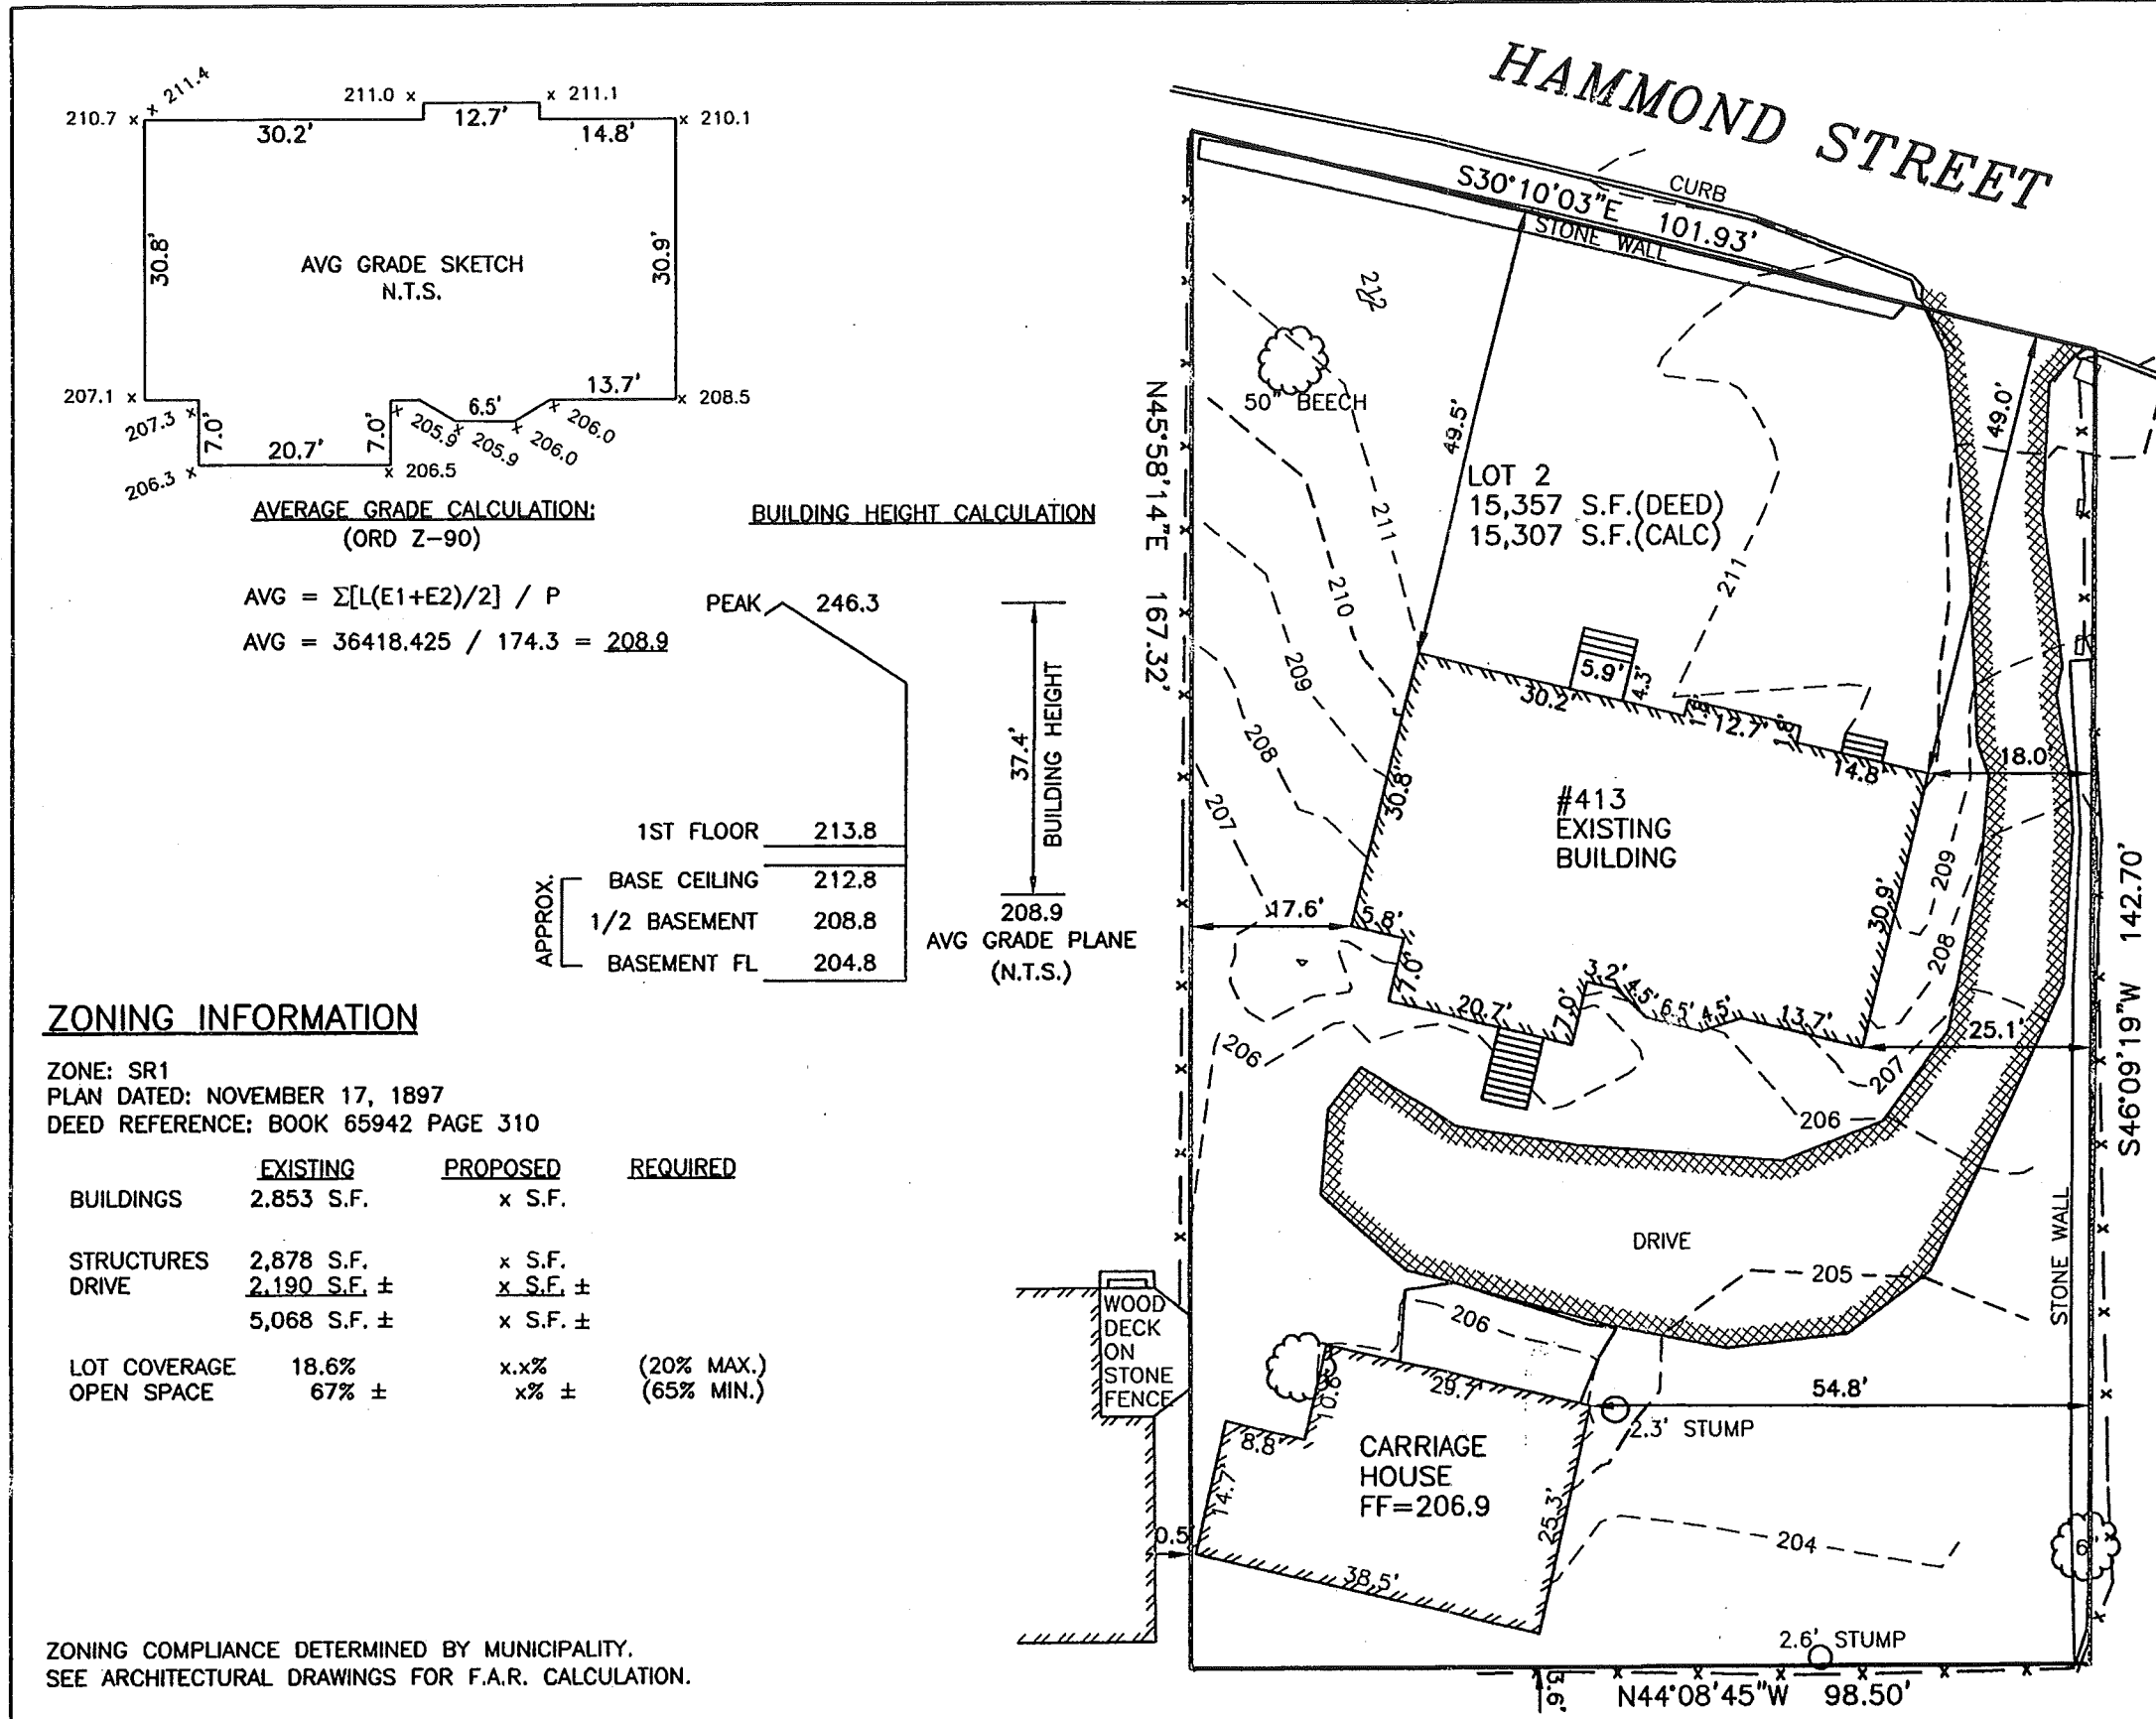 211.4
210.7 x
211.0 x
x 211.1
x 210.1
30.2'
12.7'
14.8'
30.8'
30.9'
AVG GRADE SKETCH
N.T.S.
207.1 x
207.3 x
7.0'
20.7'
7.0'
6.5'
13.7'
x 208.5
205.9
205.9
206.0
206.0
206.3 x
x 206.5
AVERAGE GRADE CALCULATION:
(ORD Z-90)
AVG = Σ[L(E1+E2)/2] / P
AVG = 36418.425 / 174.3 = 208.9
BUILDING HEIGHT CALCULATION
PEAK 246.3
37.4'
BUILDING HEIGHT
1ST FLOOR 213.8
APPROX.
BASE CEILING 212.8
1/2 BASEMENT 208.8
BASEMENT FL 204.8
208.9
AVG GRADE PLANE
(N.T.S.)
ZONING INFORMATION
ZONE: SR1
PLAN DATED: NOVEMBER 17, 1897
DEED REFERENCE: BOOK 65942 PAGE 310
EXISTING PROPOSED REQUIRED
BUILDINGS 2.853 S.F. x S.F.
STRUCTURES 2,878 S.F. x S.F.
DRIVE 2,190 S.F. ± x S.F. ±
5,068 S.F. ± x S.F. ±
LOT COVERAGE 18.6% x.x% (20% MAX.)
OPEN SPACE 67% ± x% ± (65% MIN.)
ZONING COMPLIANCE DETERMINED BY MUNICIPALITY.
SEE ARCHITECTURAL DRAWINGS FOR F.A.R. CALCULATION.
HAMMOND STREET
CURB
S30°10'03"E 101.93'
STONE WALL
212
50" BEECH
N45°58'14"E 167.32'
49.5'
49.0'
LOT 2
15,357 S.F.(DEED)
15,307 S.F.(CALC)
211
211
210
209
208
207
5.9'
4.3'
30.2'
1.8'
12.7'
1.8'
14.8'
18.0'
30.8'
#413
EXISTING
BUILDING
30.9'
209
208
17.6'
5.8'
7.0'
20.7'
7.0'
3.2'
4.5'
6.5'
4.5'
13.7'
25.1'
207
206
206
S46°09'19"W 142.70'
DRIVE
205
STONE WALL
WOOD
DECK
ON
STONE
FENCE
206
10.6'
29.7'
54.8'
2.3' STUMP
8.8'
14.7'
CARRIAGE
HOUSE
FF=206.9
25.3'
0.5
38.5'
204
6'
2.6' STUMP
3.6'
N44°08'45"W 98.50'